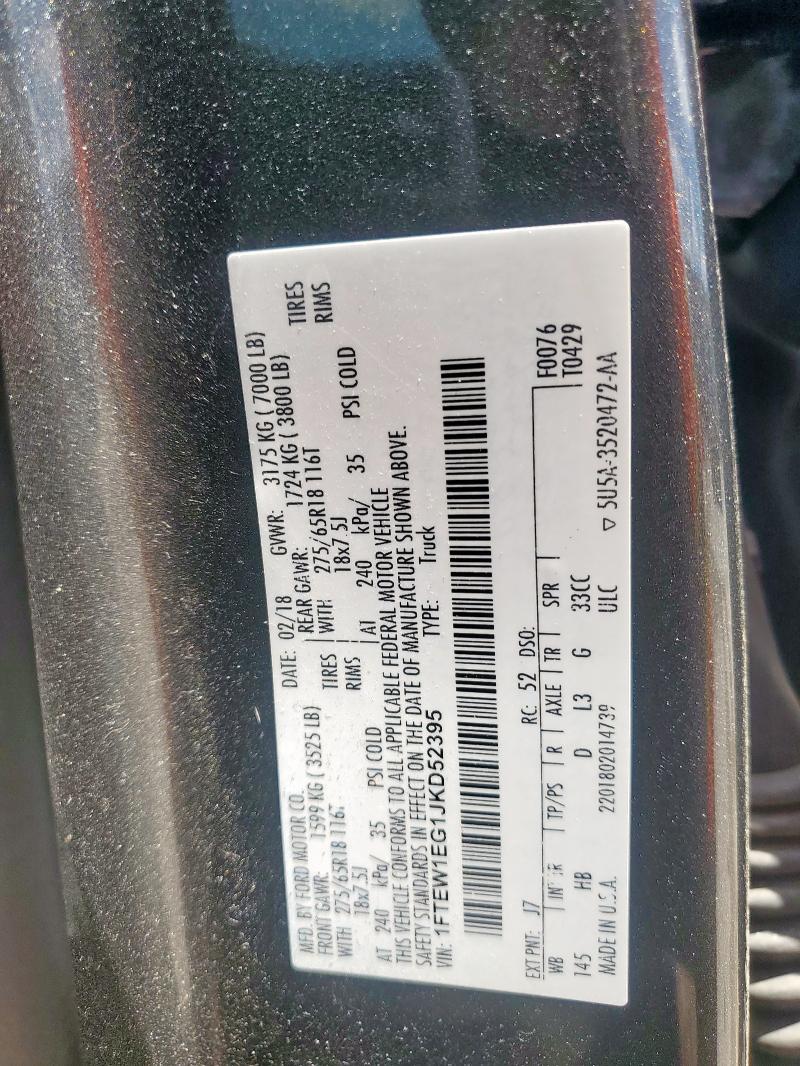 MFD. BY FORD MOTOR CO.
DATE: 02/18 GVWR: 3175 KG ( 7000 LB)
FRONT GAWR: 1599 KG ( 3525 LB) REAR GAWR: 1724 KG ( 3800 LB)
WITH 275/65R18 116T TIRES WITH 275/65R18 116T TIRES
18x7.5J RIMS 18x7.5J RIMS
AT 240 kPa/ 35 PSI COLD AT 240 kPa/ 35 PSI COLD
THIS VEHICLE CONFORMS TO ALL APPLICABLE FEDERAL MOTOR VEHICLE
SAFETY STANDARDS IN EFFECT ON THE DATE OF MANUFACTURE SHOWN ABOVE.
VIN: 1FTEW1EG1JKD52395 TYPE: Truck
EXT PNT: J7 RC: 52 DSO: F0076
WB TP/PS R AXLE TR SPR T0429
145 HB D L3 G 33CC
MADE IN U.S.A. 2201802014739 ULC ▽ 5U5A-3520472-AA